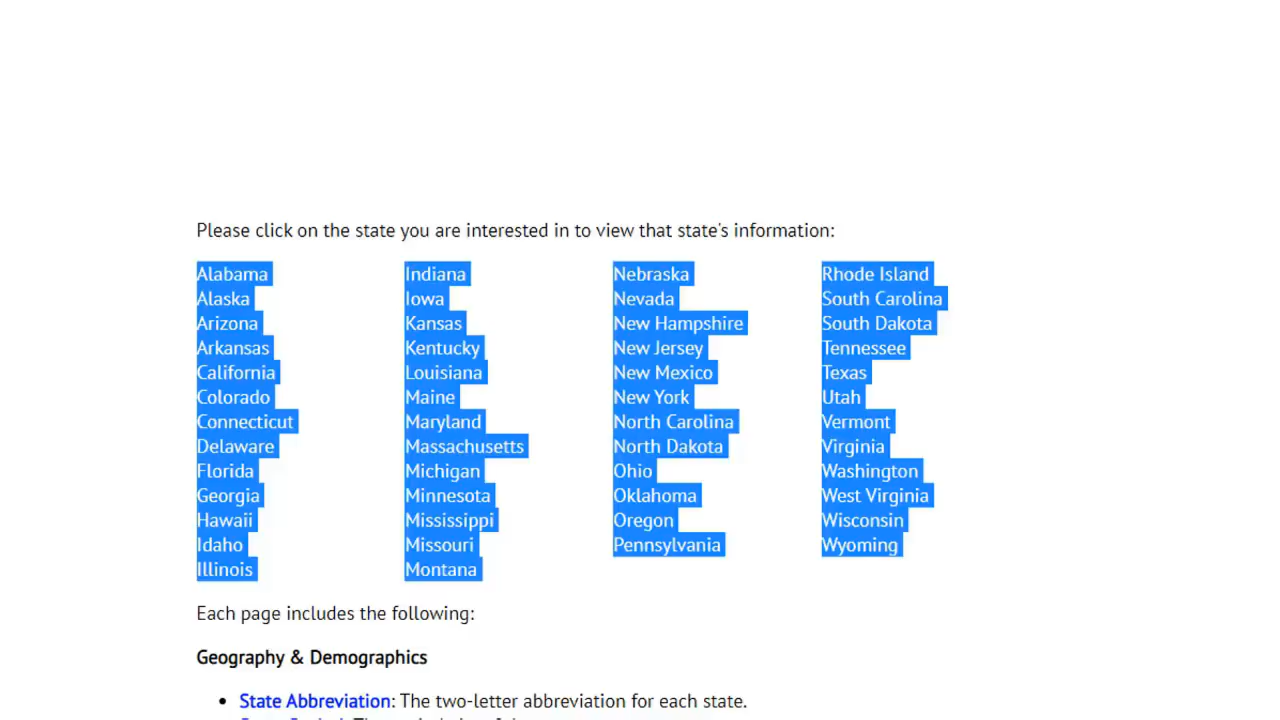 Please click on the state you are interested in to view that state's information:
Alabama
Alaska
Arizona
Arkansas
California
Colorado
Connecticut
Delaware
Florida
Georgia
Hawaii
Idaho
Illinois
Indiana
Iowa
Kansas
Kentucky
Louisiana
Maine
Maryland
Massachusetts
Michigan
Minnesota
Mississippi
Missouri
Montana
Nebraska
Nevada
New Hampshire
New Jersey
New Mexico
New York
North Carolina
North Dakota
Ohio
Oklahoma
Oregon
Pennsylvania
Rhode Island
South Carolina
South Dakota
Tennessee
Texas
Utah
Vermont
Virginia
Washington
West Virginia
Wisconsin
Wyoming
Each page includes the following:
Geography & Demographics
• State Abbreviation: The two-letter abbreviation for each state.